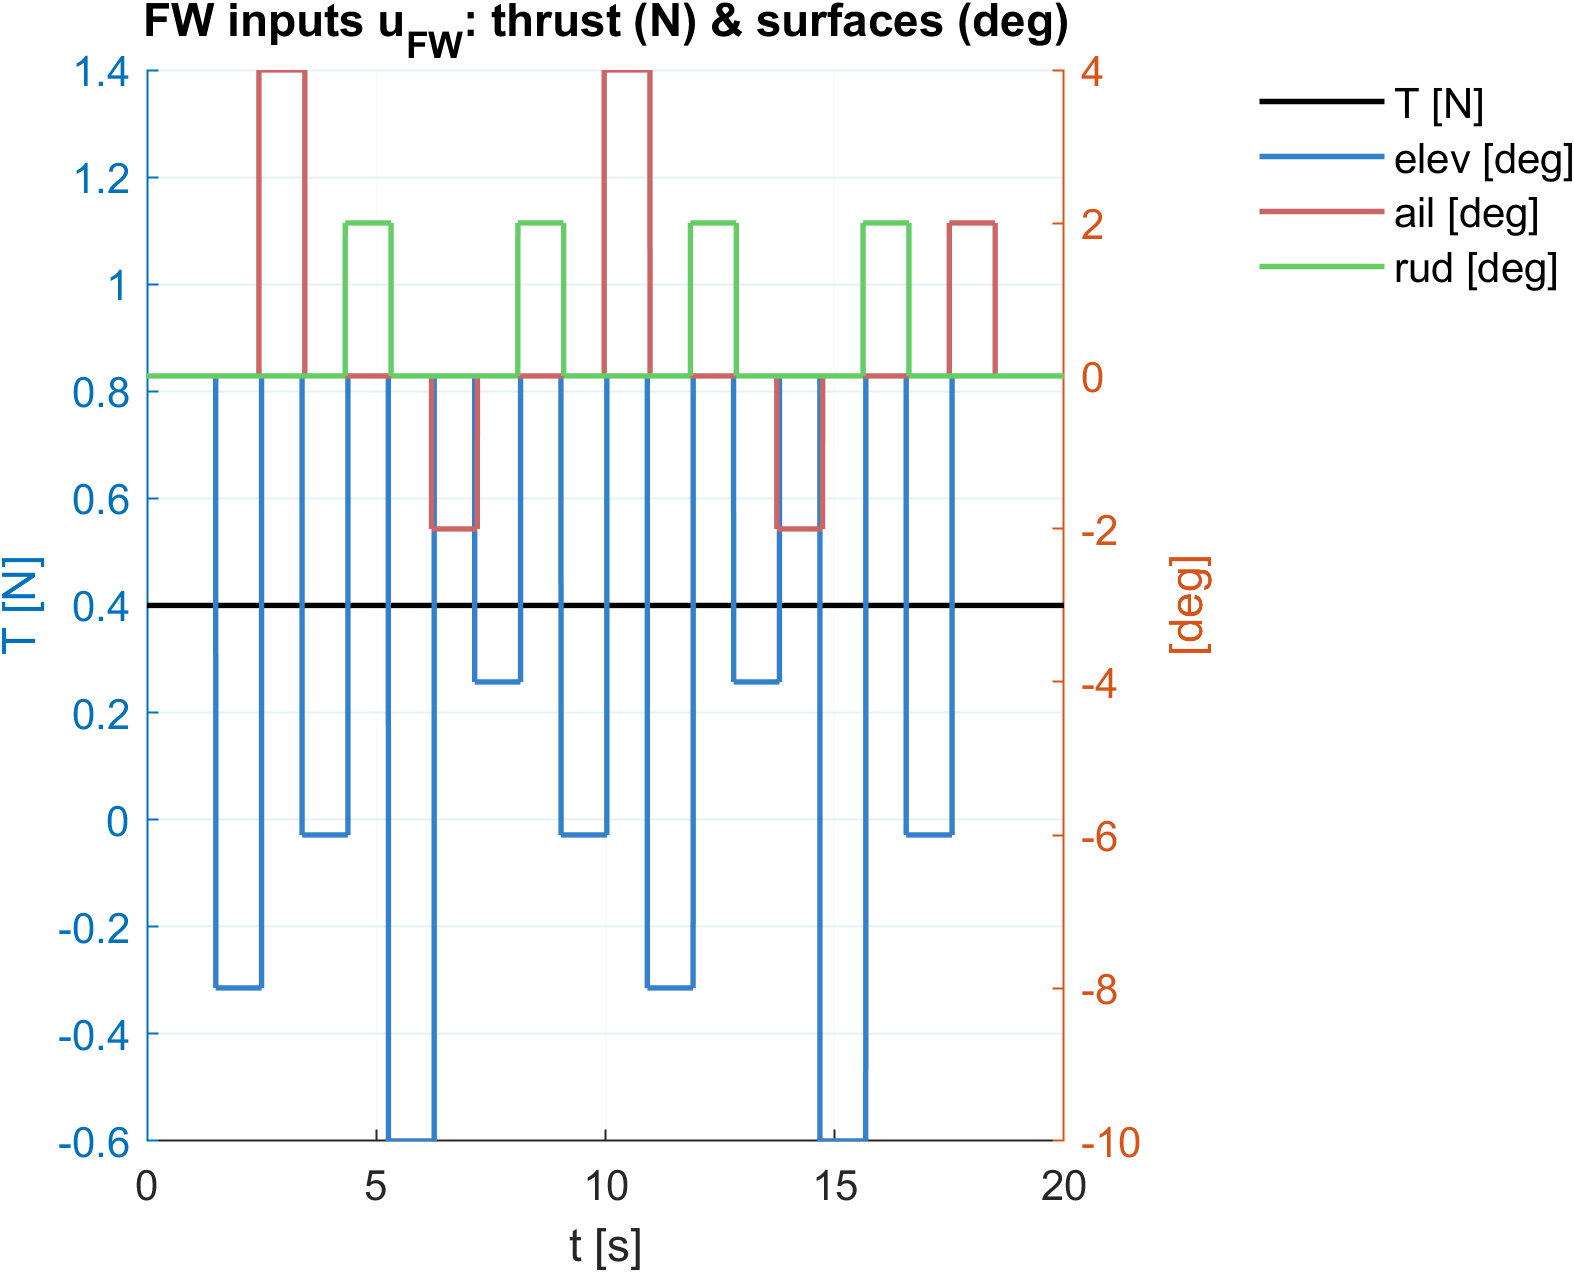 FW inputs u_FW: thrust (N) & surfaces (deg)
T [N]
elev [deg]
ail [deg]
rud [deg]
1.4
1.2
1
0.8
0.6
0.4
0.2
0
-0.2
-0.4
-0.6
T [N]
4
2
0
-2
-4
-6
-8
-10
[deg]
0 5 10 15 20
t [s]